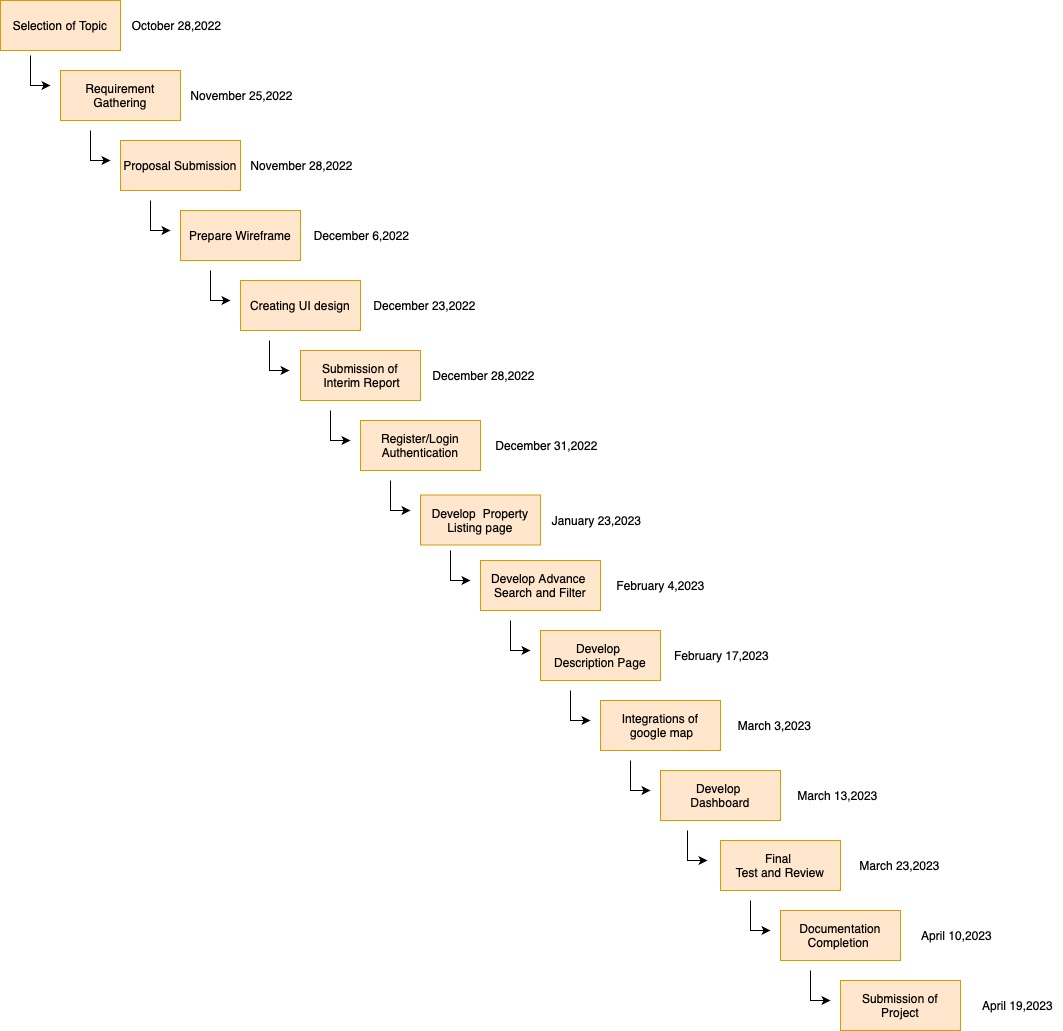 Selection of Topic
October 28,2022
Requirement
Gathering
November 25,2022
Proposal Submission
November 28,2022
Prepare Wireframe
December 6,2022
Creating UI design
December 23,2022
Submission of
Interim Report
December 28,2022
Register/Login
Authentication
December 31,2022
Develop Property
Listing page
January 23,2023
Develop Advance
Search and Filter
February 4,2023
Develop
Description Page
February 17,2023
Integrations of
google map
March 3,2023
Develop
Dashboard
March 13,2023
Final
Test and Review
March 23,2023
Documentation
Completion
April 10,2023
Submission of
Project
April 19,2023